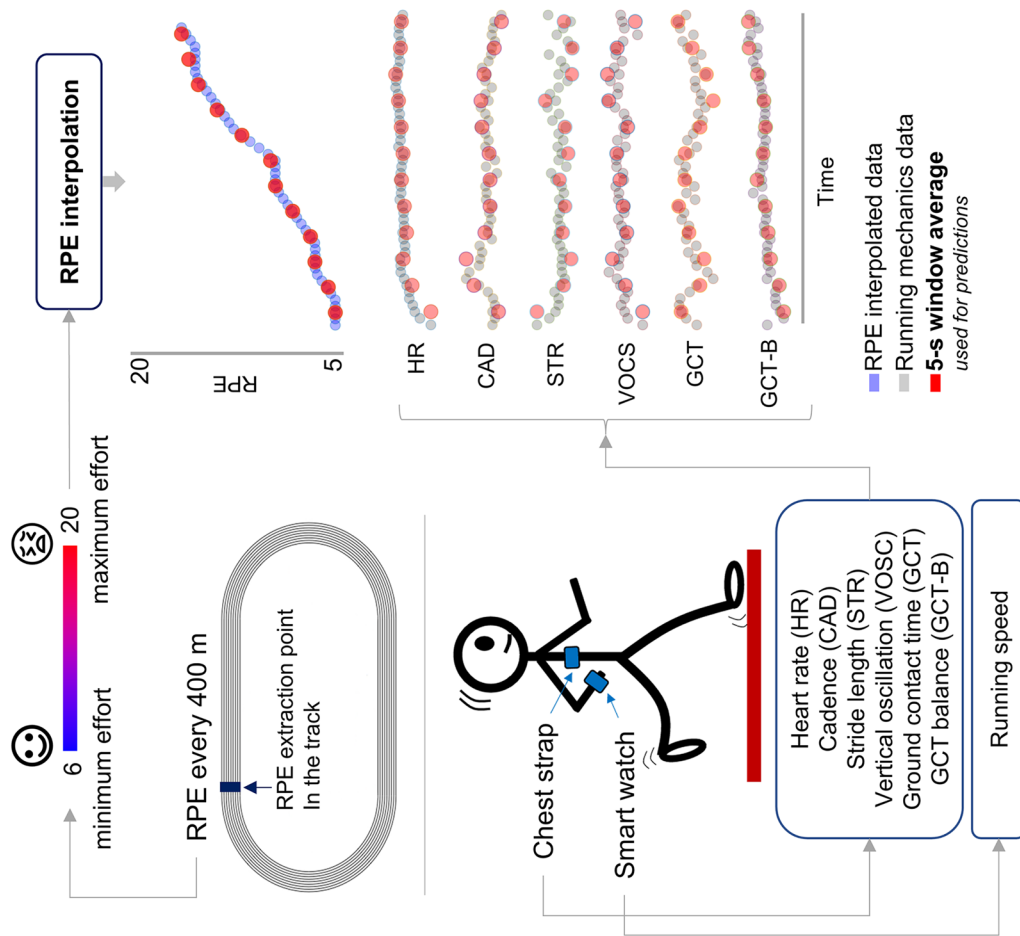 6
20
minimum effort
maximum effort
RPE every 400 m
RPE extraction point
In the track
Chest strap
Smart watch
Heart rate (HR)
Cadence (CAD)
Stride length (STR)
Vertical oscillation (VOSC)
Ground contact time (GCT)
GCT balance (GCT-B)
Running speed
RPE interpolation
20
RPE
5
HR
CAD
STR
VOCS
GCT
GCT-B
Time
RPE interpolated data
Running mechanics data
5-s window average
used for predictions